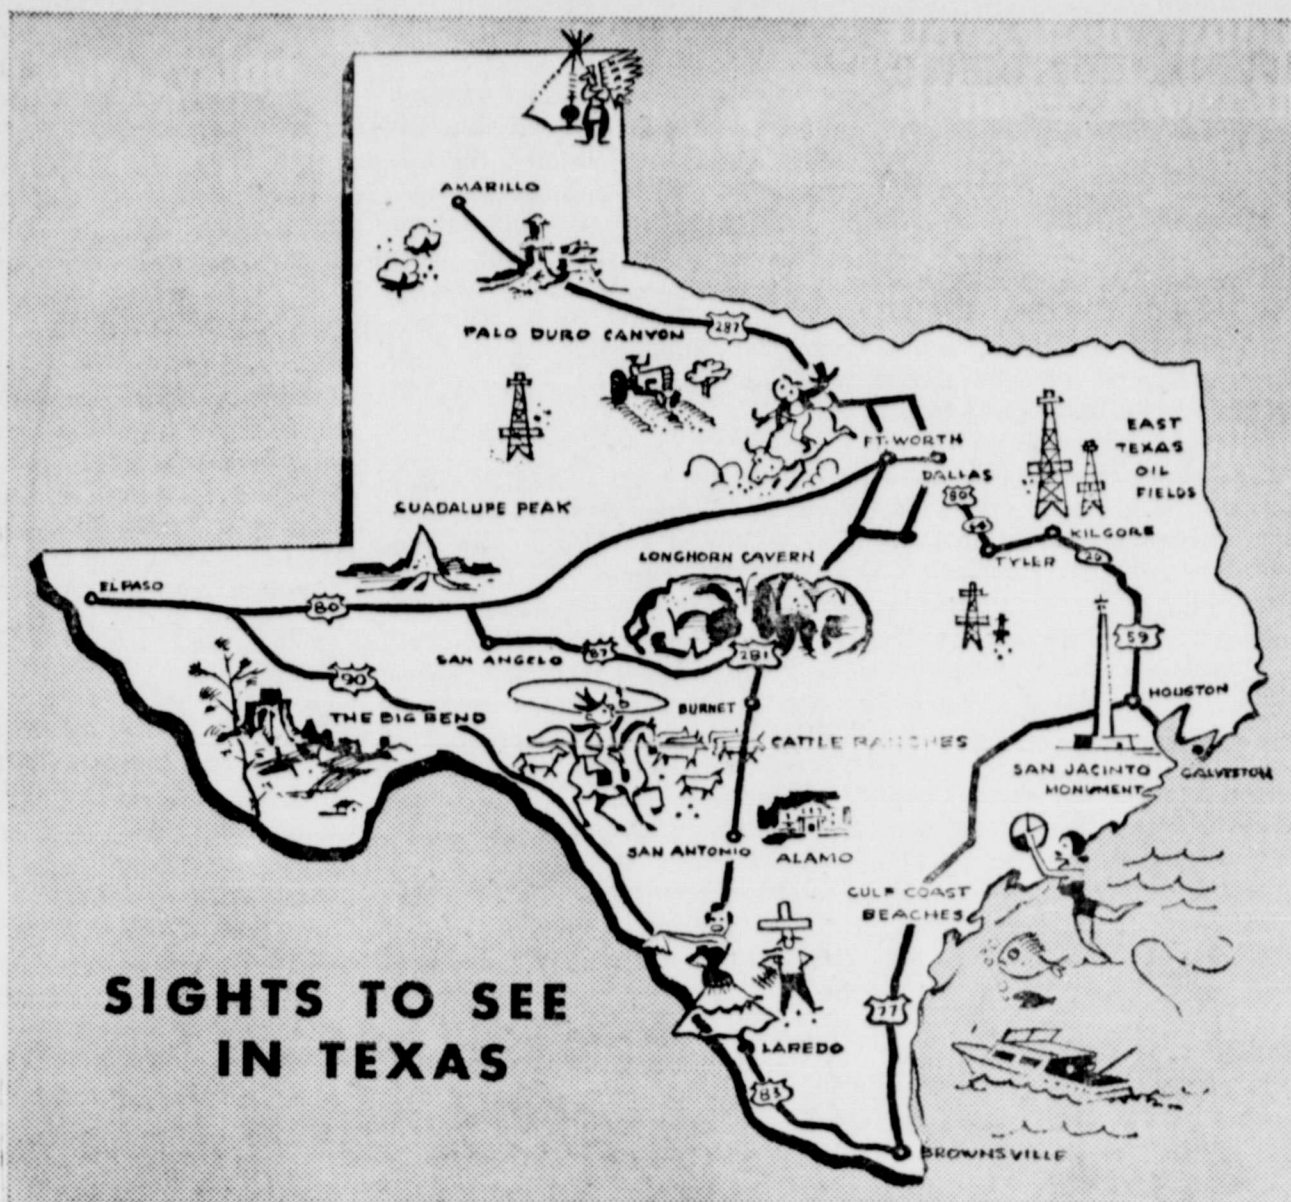 AMARILLO
PALO DURO CANYON
287
FT. WORTH
DALLAS
80
EAST
TEXAS
OIL
FIELDS
KILGORE
TYLER
GUADALUPE PEAK
LONGHORN CAVERN
EL PASO
80
SAN ANGELO
87
281
59
90
THE BIG BEND
BURNET
CATTLE RANCHES
HOUSTON
SAN JACINTO
MONUMENT
GALVESTON
SAN ANTONIO
ALAMO
GULF COAST
BEACHES
77
LAREDO
83
BROWNSVILLE
SIGHTS TO SEE
IN TEXAS